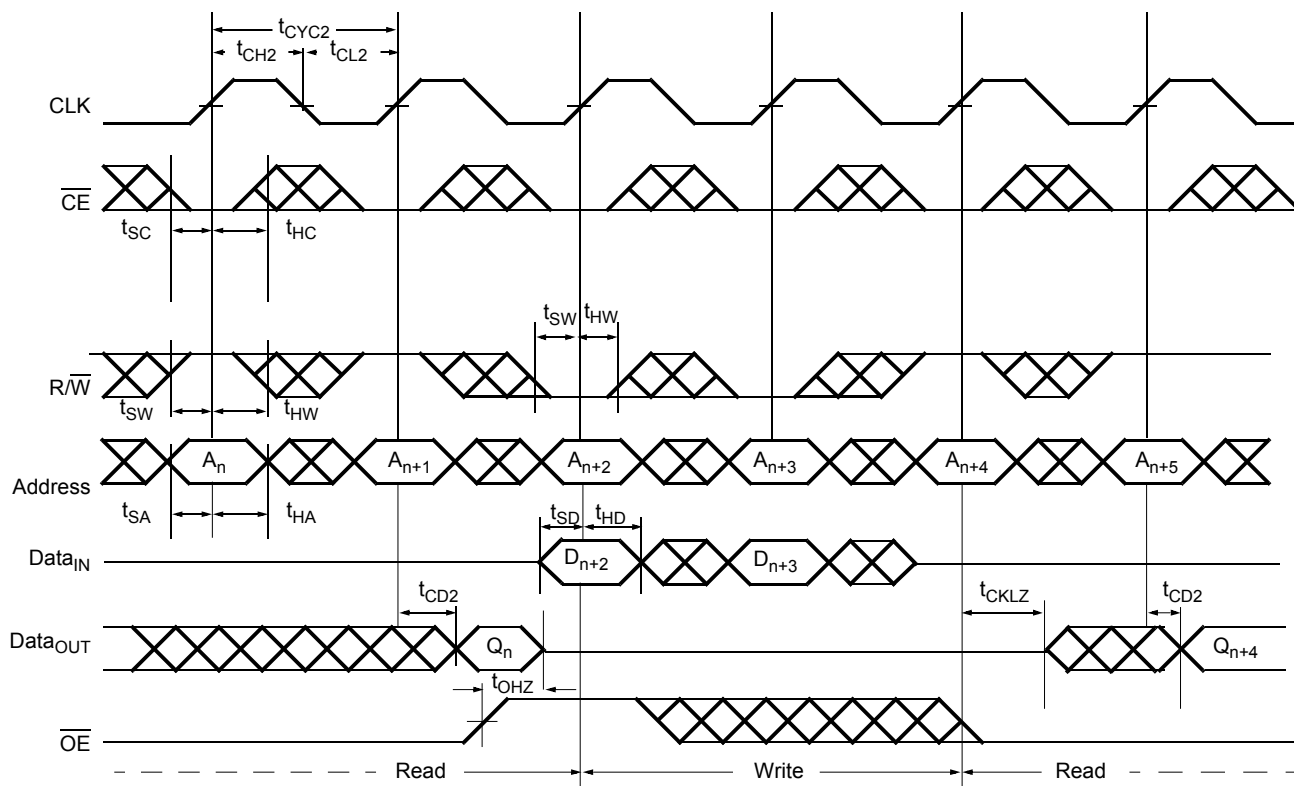 tCYC2
tCH2 tCL2
CLK
CE
tSC tHC
tSW tHW
R/W
tSW tHW
An An+1 An+2 An+3 An+4 An+5
Address
tSA tHA tSD tHD
DataIN Dn+2 Dn+3
tCD2 tCKLZ tCD2
DataOUT Qn Qn+4
tOHZ
OE
Read Write Read